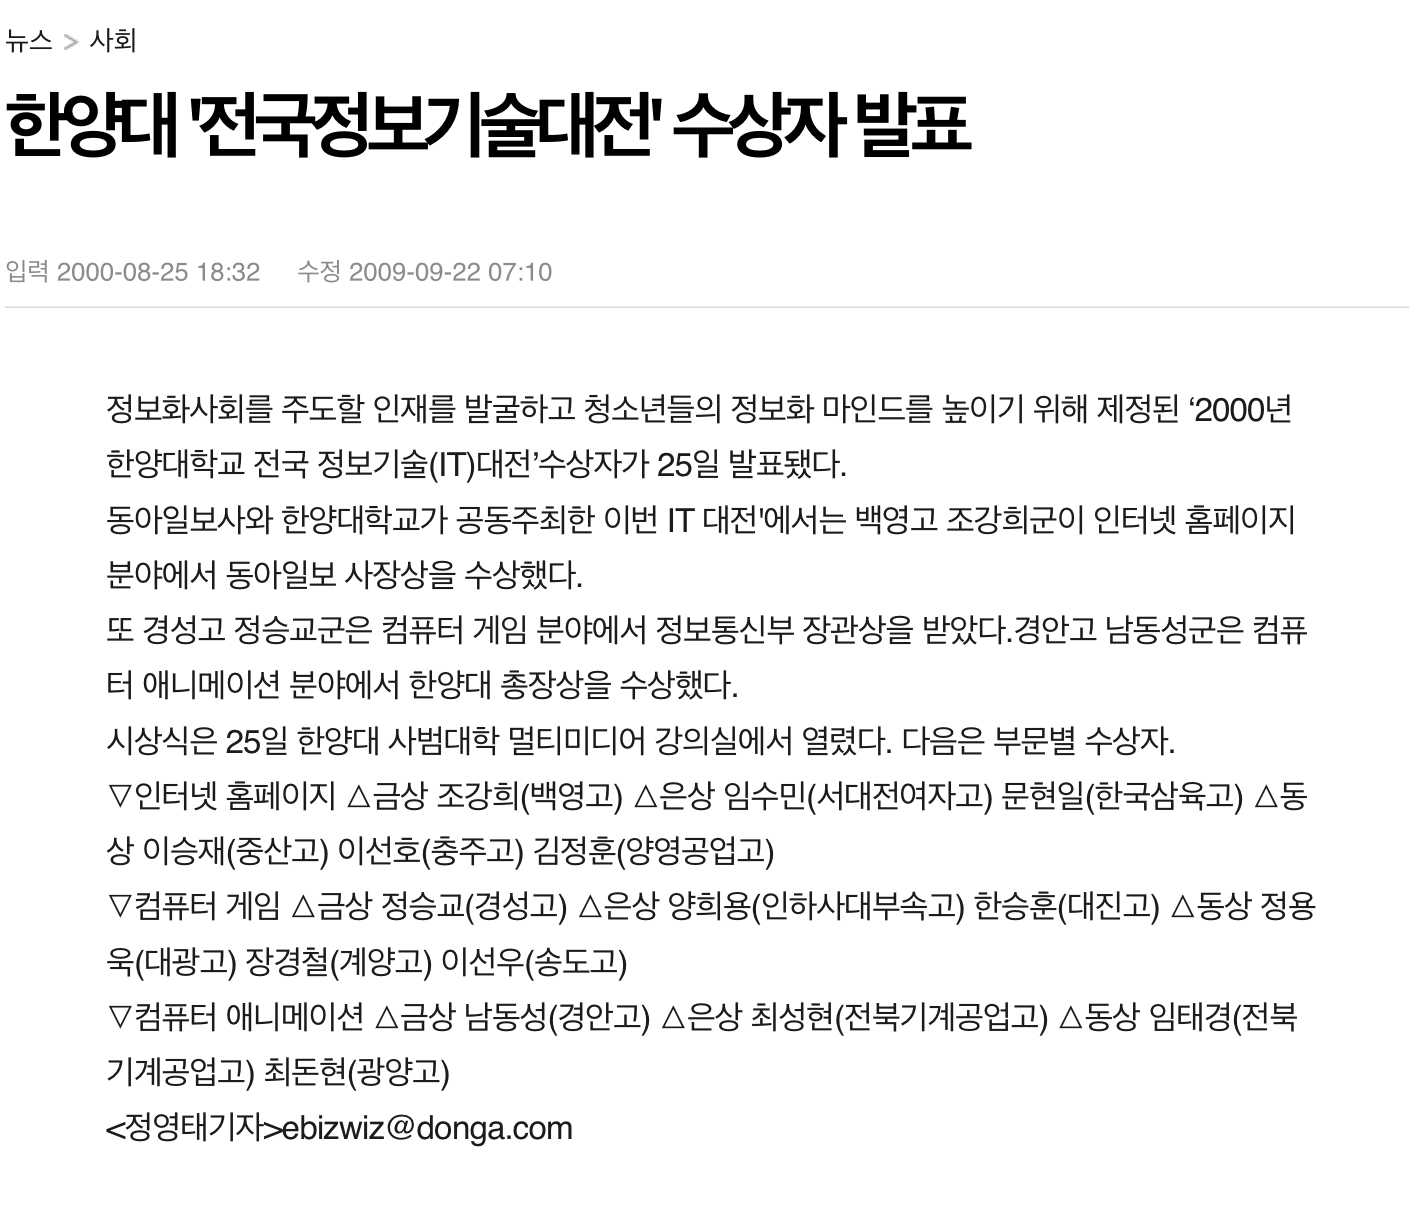 뉴스 > 사회
한양대 '전국정보기술대전' 수상자 발표
입력 2000-08-25 18:32 수정 2009-09-22 07:10
정보화사회를 주도할 인재를 발굴하고 청소년들의 정보화 마인드를 높이기 위해 제정된 ‘2000년
한양대학교 전국 정보기술(IT)대전’수상자가 25일 발표됐다.
동아일보사와 한양대학교가 공동주최한 이번 IT 대전'에서는 백영고 조강희군이 인터넷 홈페이지
분야에서 동아일보 사장상을 수상했다.
또 경성고 정승교군은 컴퓨터 게임 분야에서 정보통신부 장관상을 받았다.경안고 남동성군은 컴퓨
터 애니메이션 분야에서 한양대 총장상을 수상했다.
시상식은 25일 한양대 사범대학 멀티미디어 강의실에서 열렸다. 다음은 부문별 수상자.
▽인터넷 홈페이지 △금상 조강희(백영고) △은상 임수민(서대전여자고) 문현일(한국삼육고) △동
상 이승재(중산고) 이선호(충주고) 김정훈(양영공업고)
▽컴퓨터 게임 △금상 정승교(경성고) △은상 양희용(인하사대부속고) 한승훈(대진고) △동상 정용
욱(대광고) 장경철(계양고) 이선우(송도고)
▽컴퓨터 애니메이션 △금상 남동성(경안고) △은상 최성현(전북기계공업고) △동상 임태경(전북
기계공업고) 최돈현(광양고)
<정영태기자>ebizwiz@donga.com